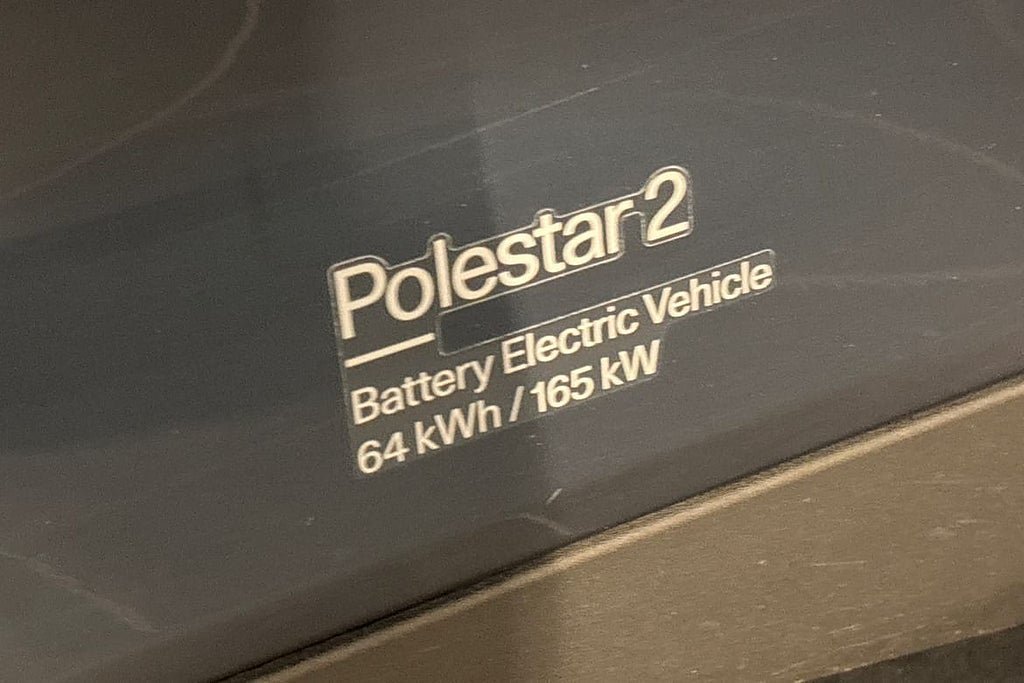 Polestar 2
Battery Electric Vehicle
64 kWh / 165 kW